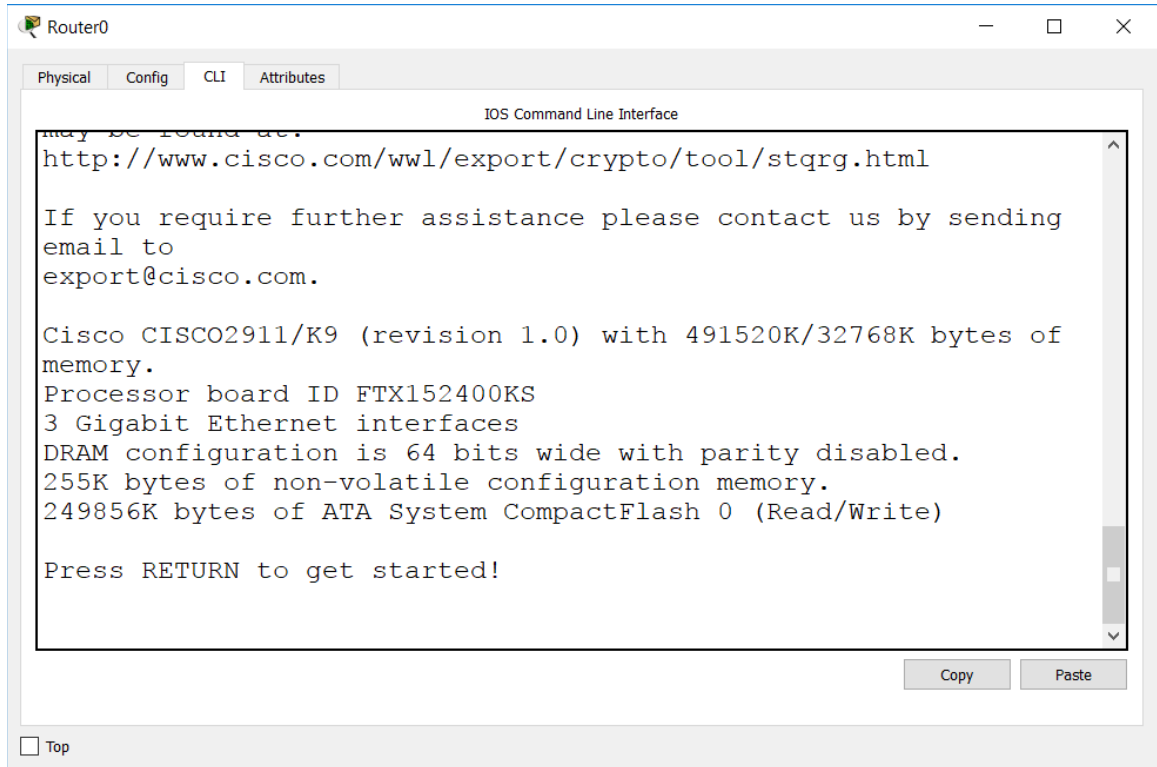 Router0
Physical Config CLI Attributes
IOS Command Line Interface
may be found at:
http://www.cisco.com/wwl/export/crypto/tool/stqrg.html
If you require further assistance please contact us by sending
email to
export@cisco.com.
Cisco CISCO2911/K9 (revision 1.0) with 491520K/32768K bytes of
memory.
Processor board ID FTX152400KS
3 Gigabit Ethernet interfaces
DRAM configuration is 64 bits wide with parity disabled.
255K bytes of non-volatile configuration memory.
249856K bytes of ATA System CompactFlash 0 (Read/Write)
Press RETURN to get started!
Copy Paste
Top